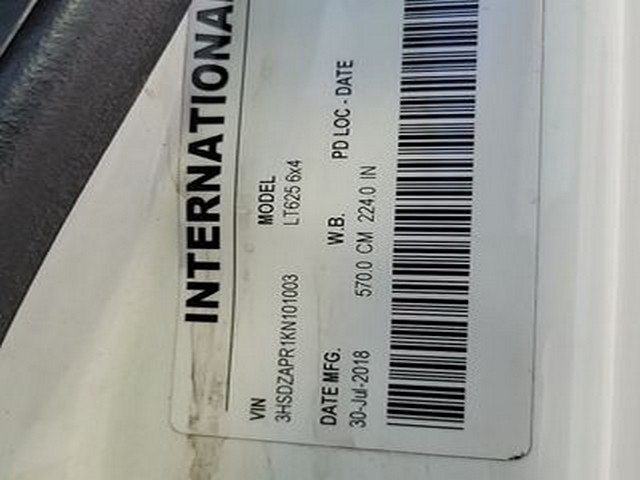 INTERNATIONAL
VIN MODEL
3HSDZAPR1KN101003 LT625 6x4
DATE MFG. W.B. PD LOC - DATE
30-Jul-2018 570.0 CM 224.0 IN